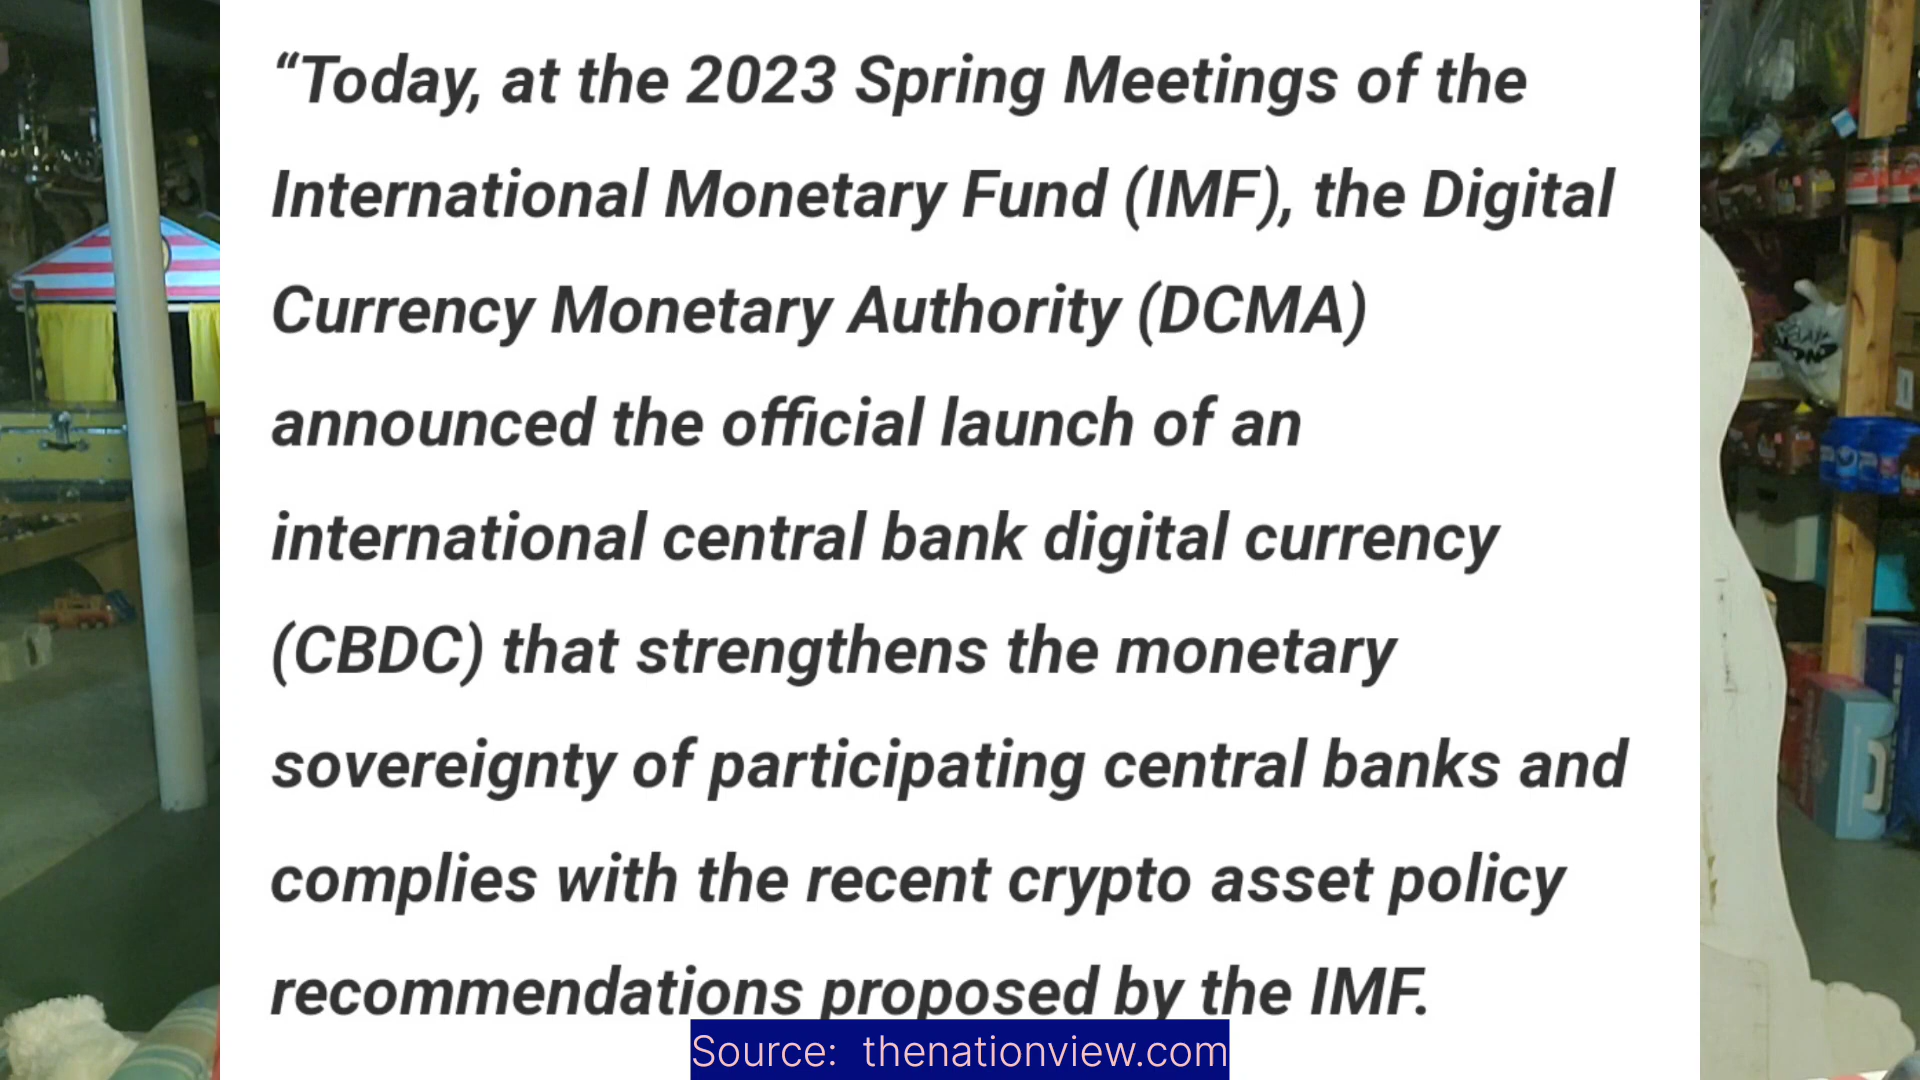 “Today, at the 2023 Spring Meetings of the
International Monetary Fund (IMF), the Digital
Currency Monetary Authority (DCMA)
announced the official launch of an
international central bank digital currency
(CBDC) that strengthens the monetary
sovereignty of participating central banks and
complies with the recent crypto asset policy
recommendations proposed by the IMF.
Source: thenationview.com